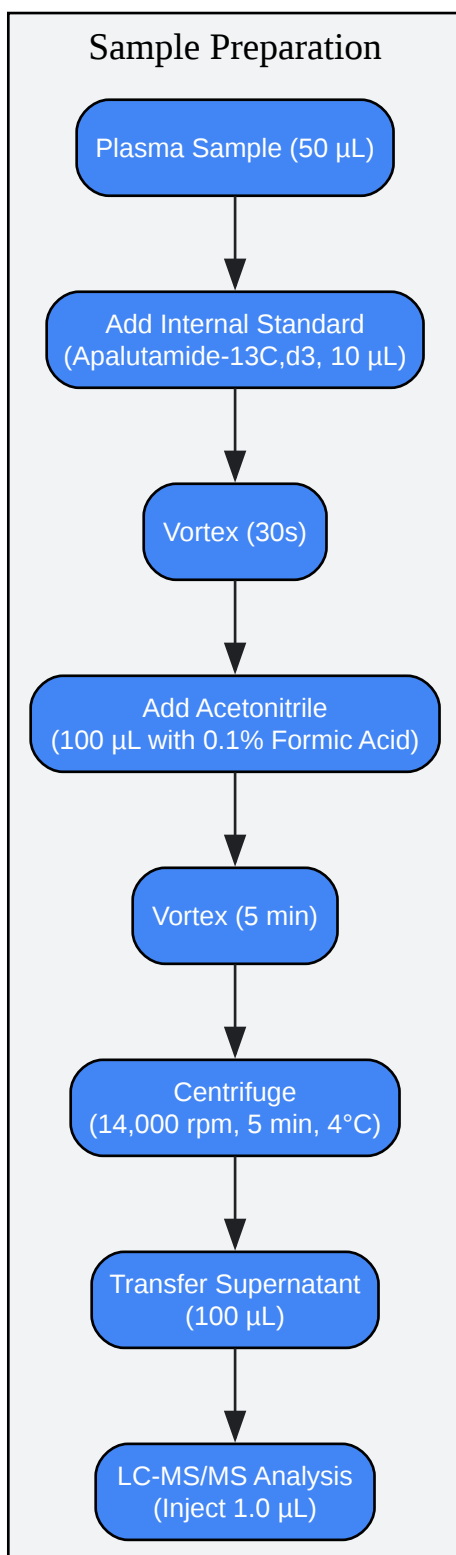 Sample Preparation
Plasma Sample (50 µL)
Add Internal Standard
(Apalutamide-13C,d3, 10 µL)
Vortex (30s)
Add Acetonitrile
(100 µL with 0.1% Formic Acid)
Vortex (5 min)
Centrifuge
(14,000 rpm, 5 min, 4°C)
Transfer Supernatant
(100 µL)
LC-MS/MS Analysis
(Inject 1.0 µL)